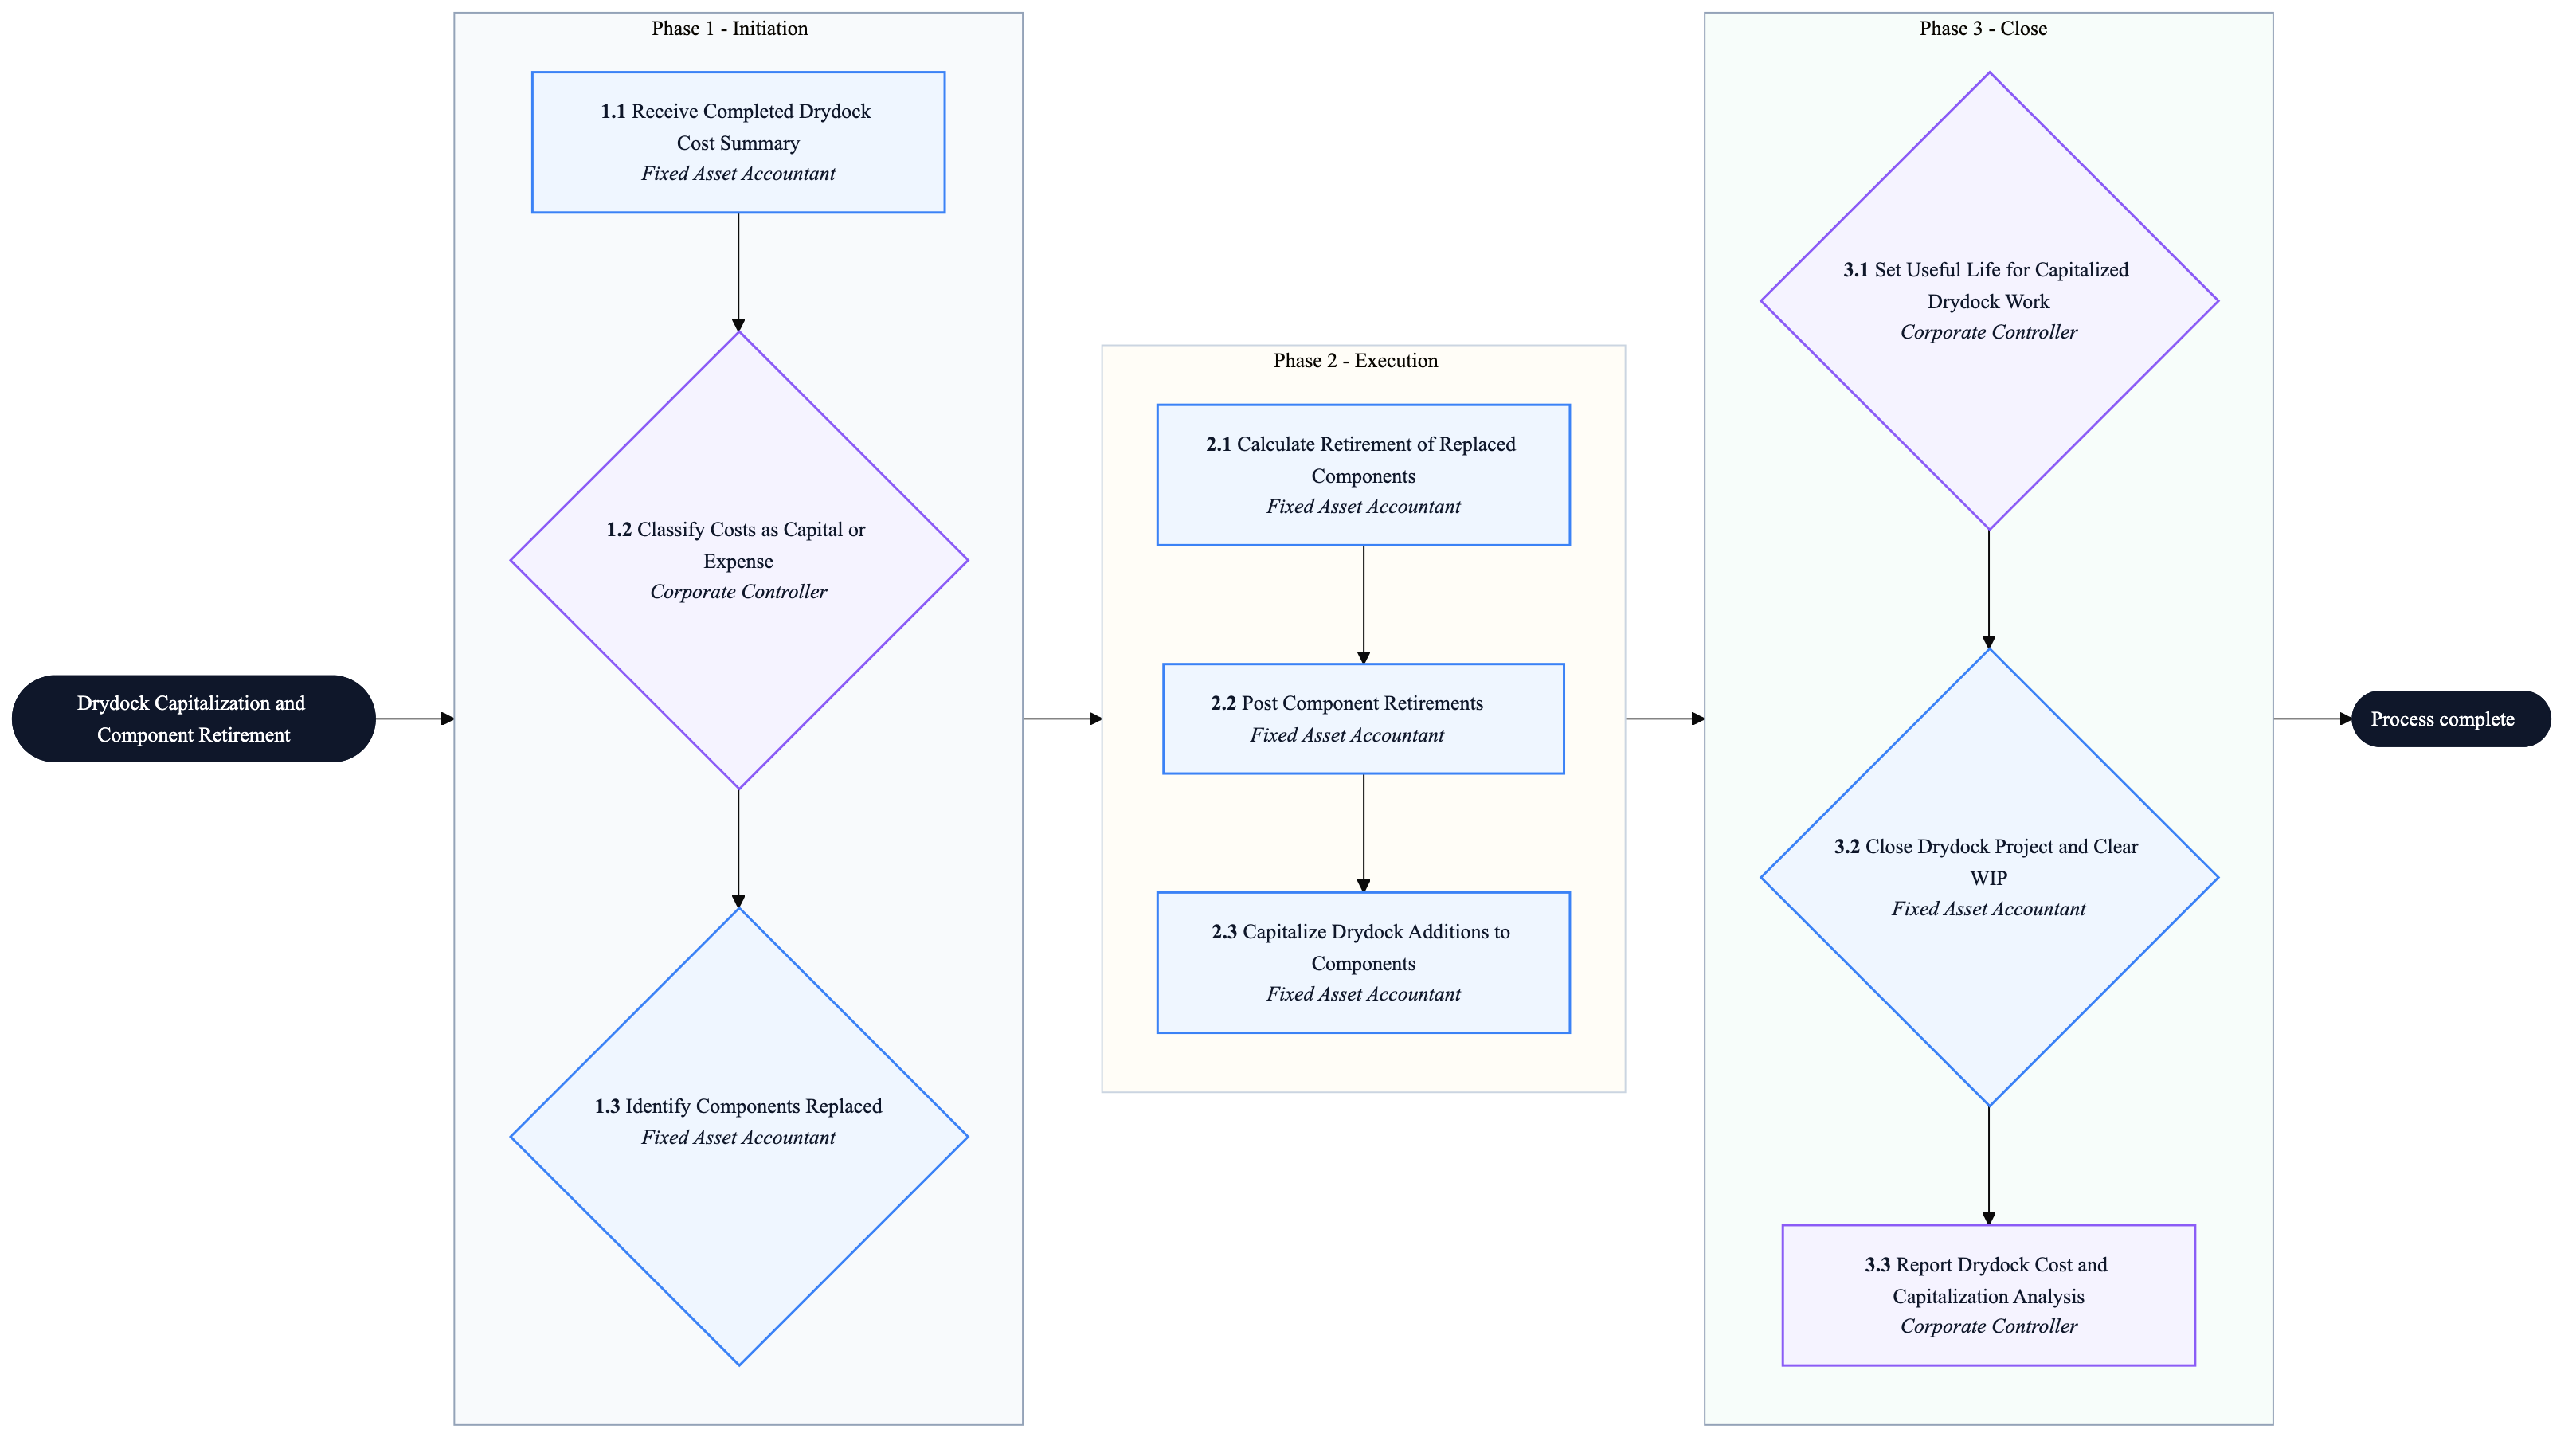 Drydock Capitalization and
Component Retirement
Phase 1 - Initiation
1.1 Receive Completed Drydock
Cost Summary
Fixed Asset Accountant
1.2 Classify Costs as Capital or
Expense
Corporate Controller
1.3 Identify Components Replaced
Fixed Asset Accountant
Phase 2 - Execution
2.1 Calculate Retirement of Replaced
Components
Fixed Asset Accountant
2.2 Post Component Retirements
Fixed Asset Accountant
2.3 Capitalize Drydock Additions to
Components
Fixed Asset Accountant
Phase 3 - Close
3.1 Set Useful Life for Capitalized
Drydock Work
Corporate Controller
3.2 Close Drydock Project and Clear
WIP
Fixed Asset Accountant
3.3 Report Drydock Cost and
Capitalization Analysis
Corporate Controller
Process complete